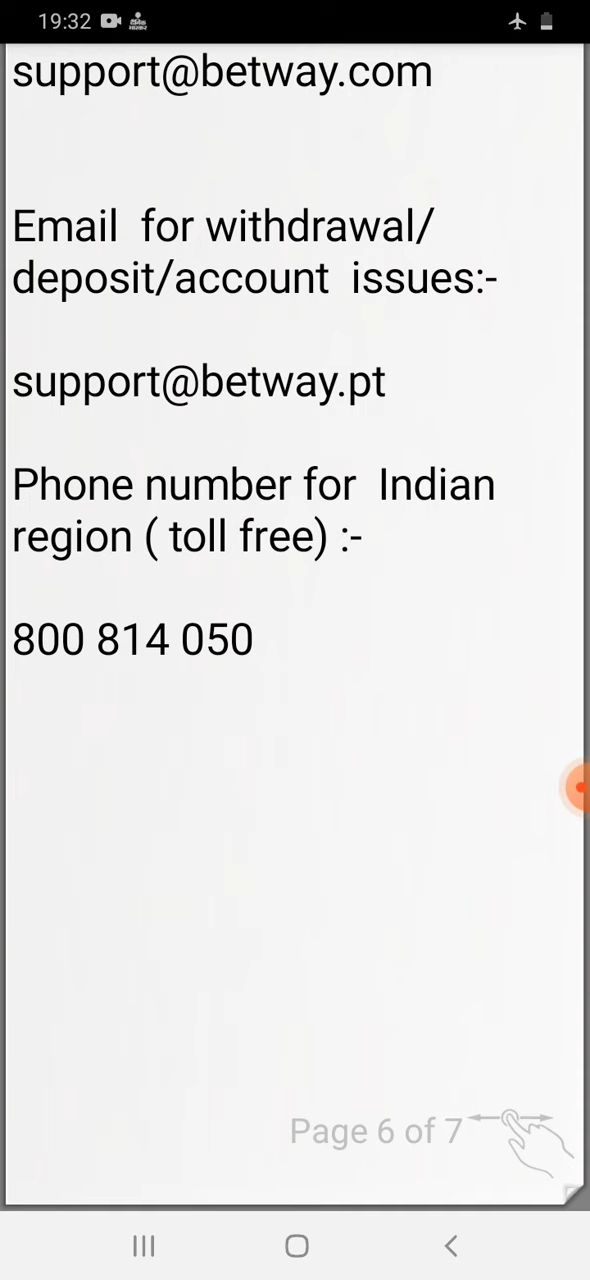 19:32
support@betway.com
Email  for withdrawal/
deposit/account  issues:-
support@betway.pt
Phone number for  Indian
region ( toll free) :-
800 814 050
Page 6 of 7